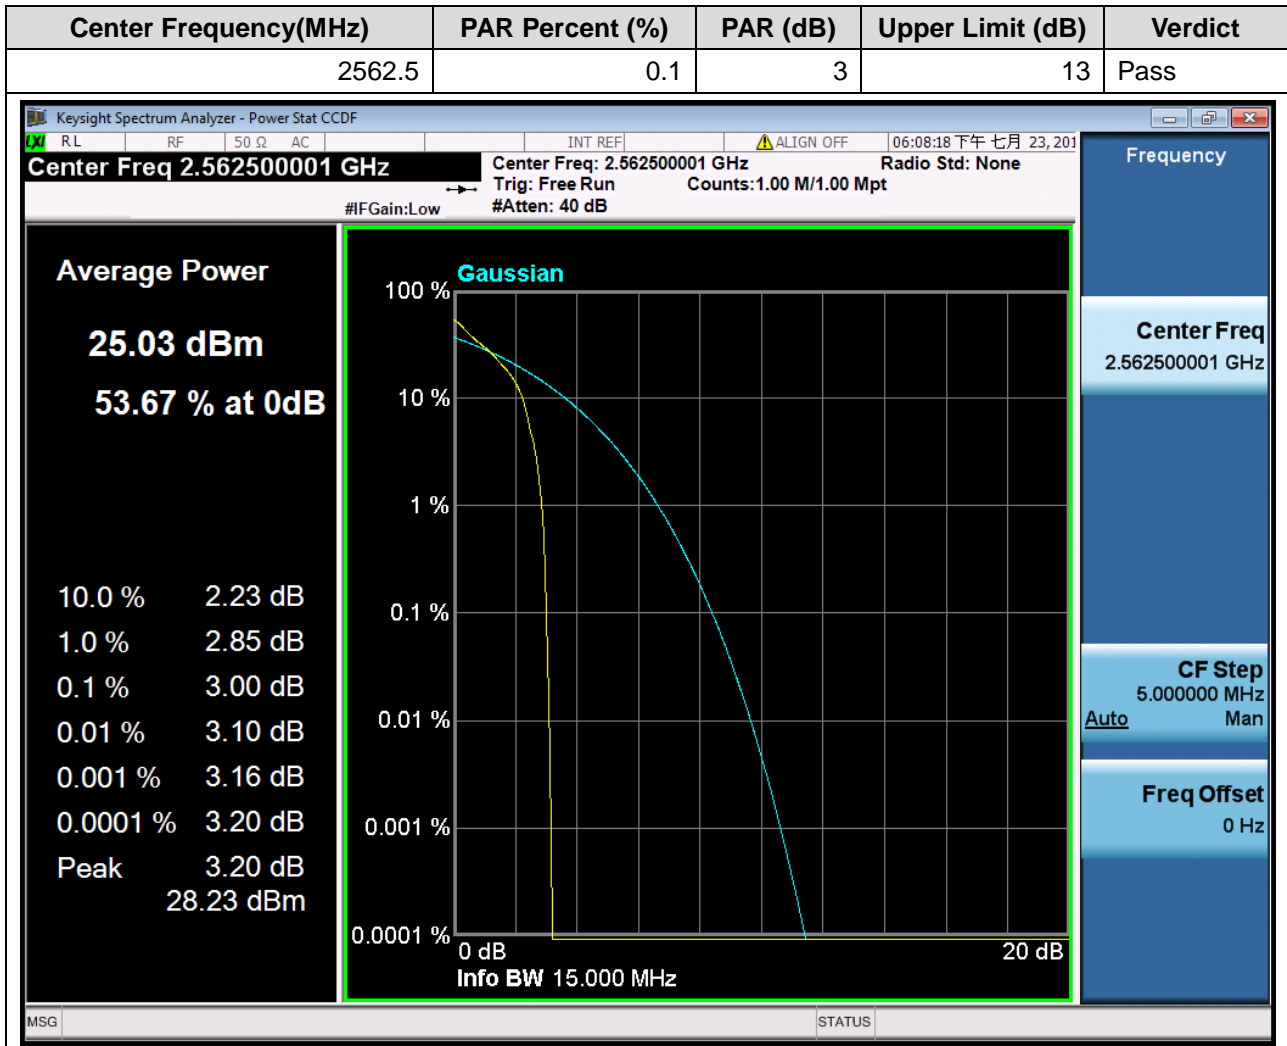 Center Frequency(MHz) PAR Percent (%) PAR (dB) Upper Limit (dB) Verdict
2562.5 0.1 3 13 Pass
Keysight Spectrum Analyzer - Power Stat CCDF
LXI RL RF 50 Ω AC INT REF ALIGN OFF 06:08:18 下午 七月 23, 201
Center Freq 2.562500001 GHz
Center Freq: 2.562500001 GHz Radio Std: None
Trig: Free Run Counts:1.00 M/1.00 Mpt
#IFGain:Low #Atten: 40 dB
Average Power
25.03 dBm
53.67 % at 0dB
10.0 % 2.23 dB
1.0 % 2.85 dB
0.1 % 3.00 dB
0.01 % 3.10 dB
0.001 % 3.16 dB
0.0001 % 3.20 dB
Peak 3.20 dB
28.23 dBm
Gaussian
100 %
10 %
1 %
0.1 %
0.01 %
0.001 %
0.0001 %
0 dB 20 dB
Info BW 15.000 MHz
Frequency
Center Freq
2.562500001 GHz
CF Step
5.000000 MHz
Auto Man
Freq Offset
0 Hz
MSG STATUS